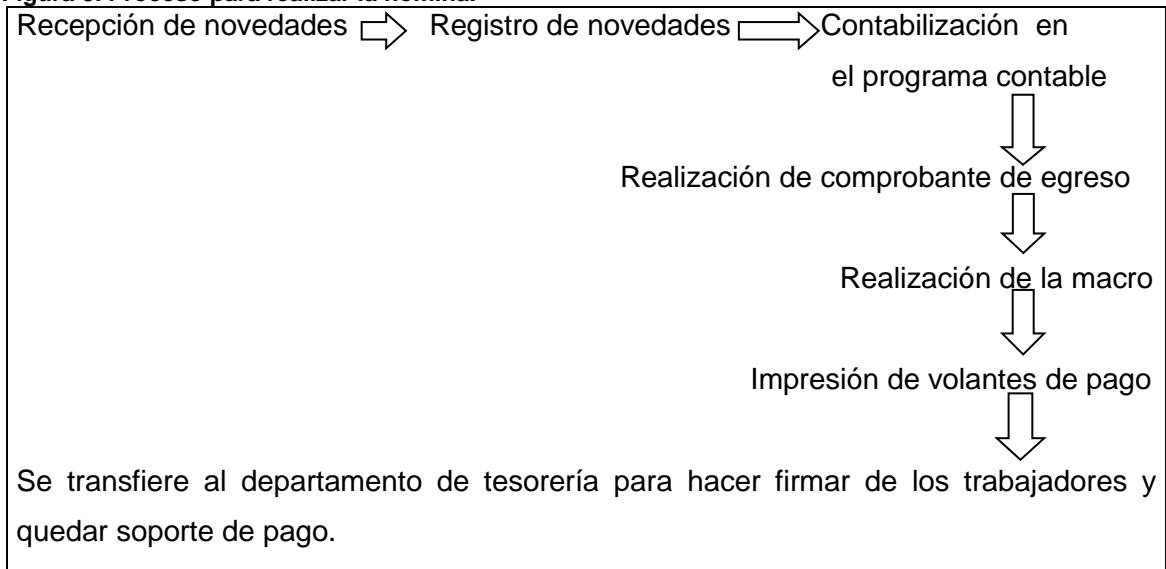 Recepción de novedades Registro de novedades Contabilización en
el programa contable
Realización de comprobante de egreso
Realización de la macro
Impresión de volantes de pago
Se transfiere al departamento de tesorería para hacer firmar de los trabajadores y
quedar soporte de pago.